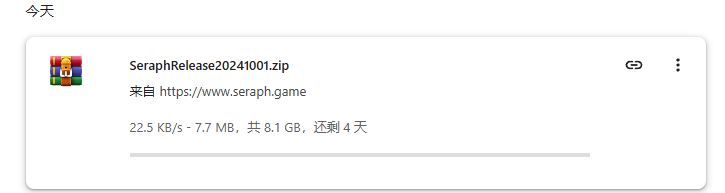 今天
SeraphRelease20241001.zip
来自 https://www.seraph.game
22.5 KB/s - 7.7 MB，共 8.1 GB，还剩 4 天